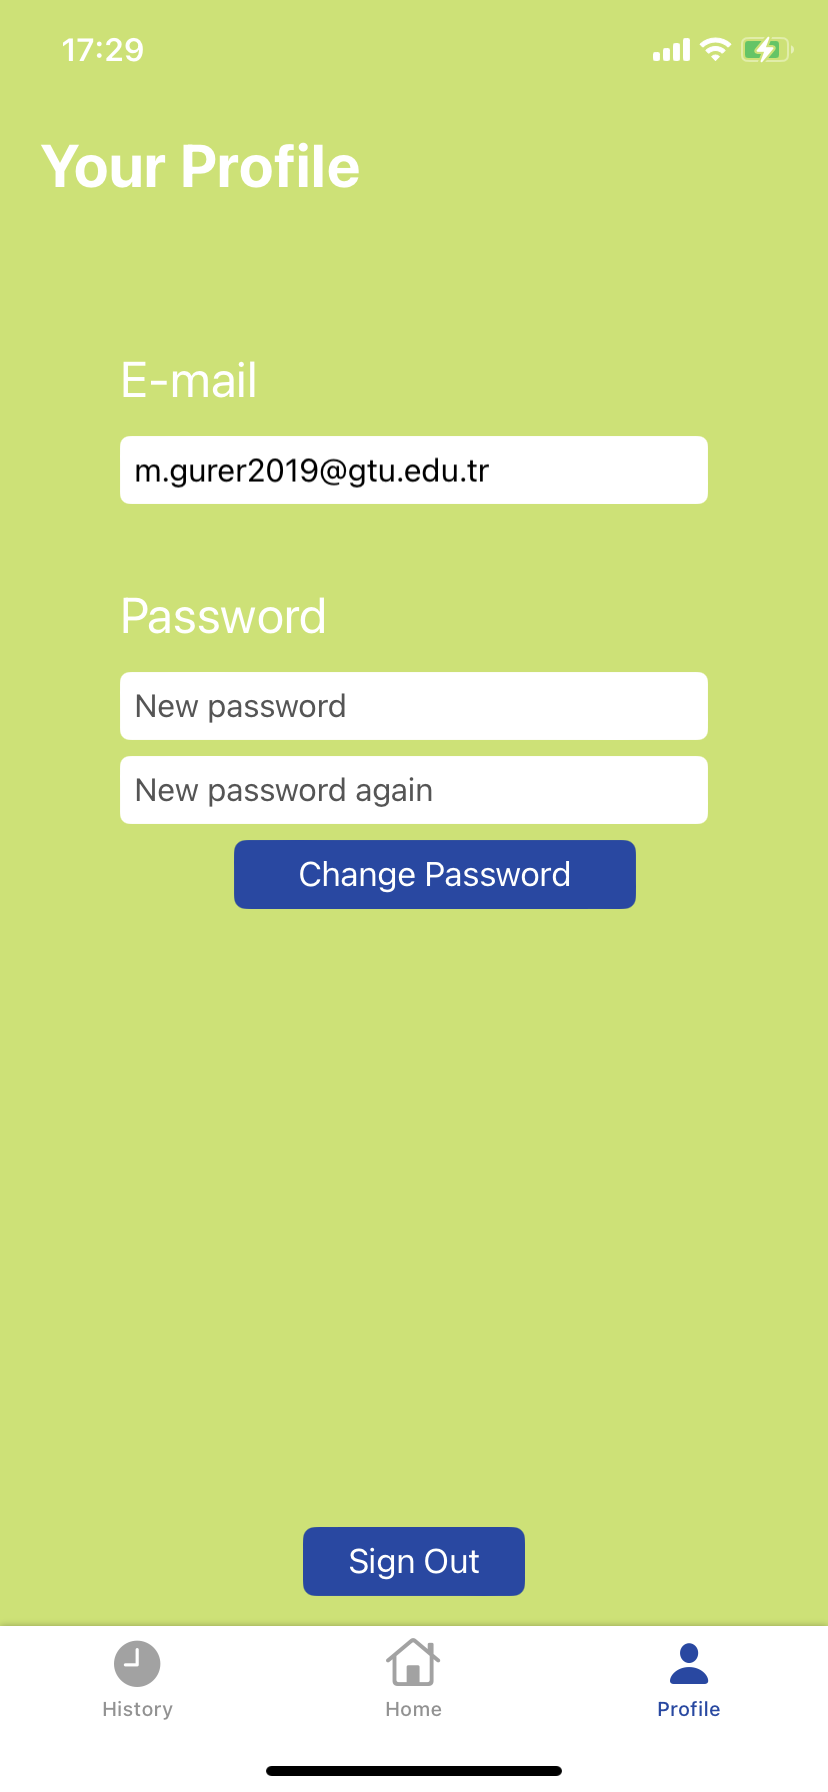 17:29
Your Profile
E-mail
m.gurer2019@gtu.edu.tr
Password
New password
New password again
Change Password
Sign Out
History
Home
Profile